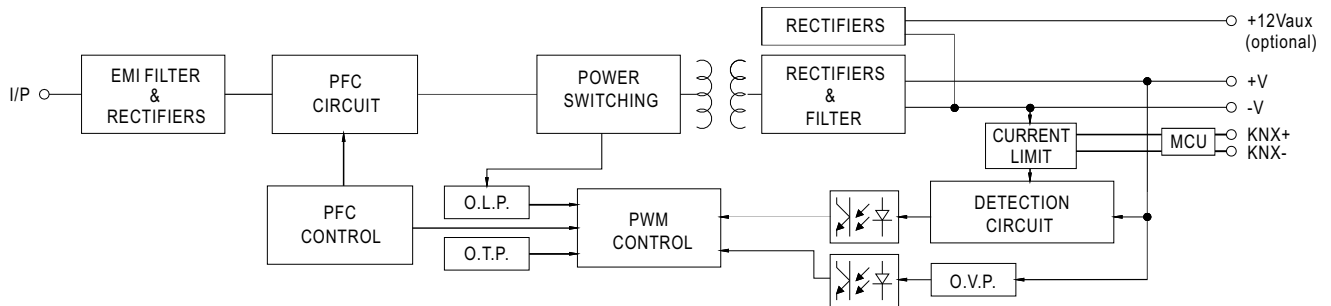 RECTIFIERS
+12Vaux
(optional)
I/P
EMI FILTER
&
RECTIFIERS
PFC
CIRCUIT
POWER
SWITCHING
RECTIFIERS
&
FILTER
+V
-V
CURRENT
LIMIT
MCU
KNX+
KNX-
PFC
CONTROL
O.L.P.
O.T.P.
PWM
CONTROL
DETECTION
CIRCUIT
O.V.P.